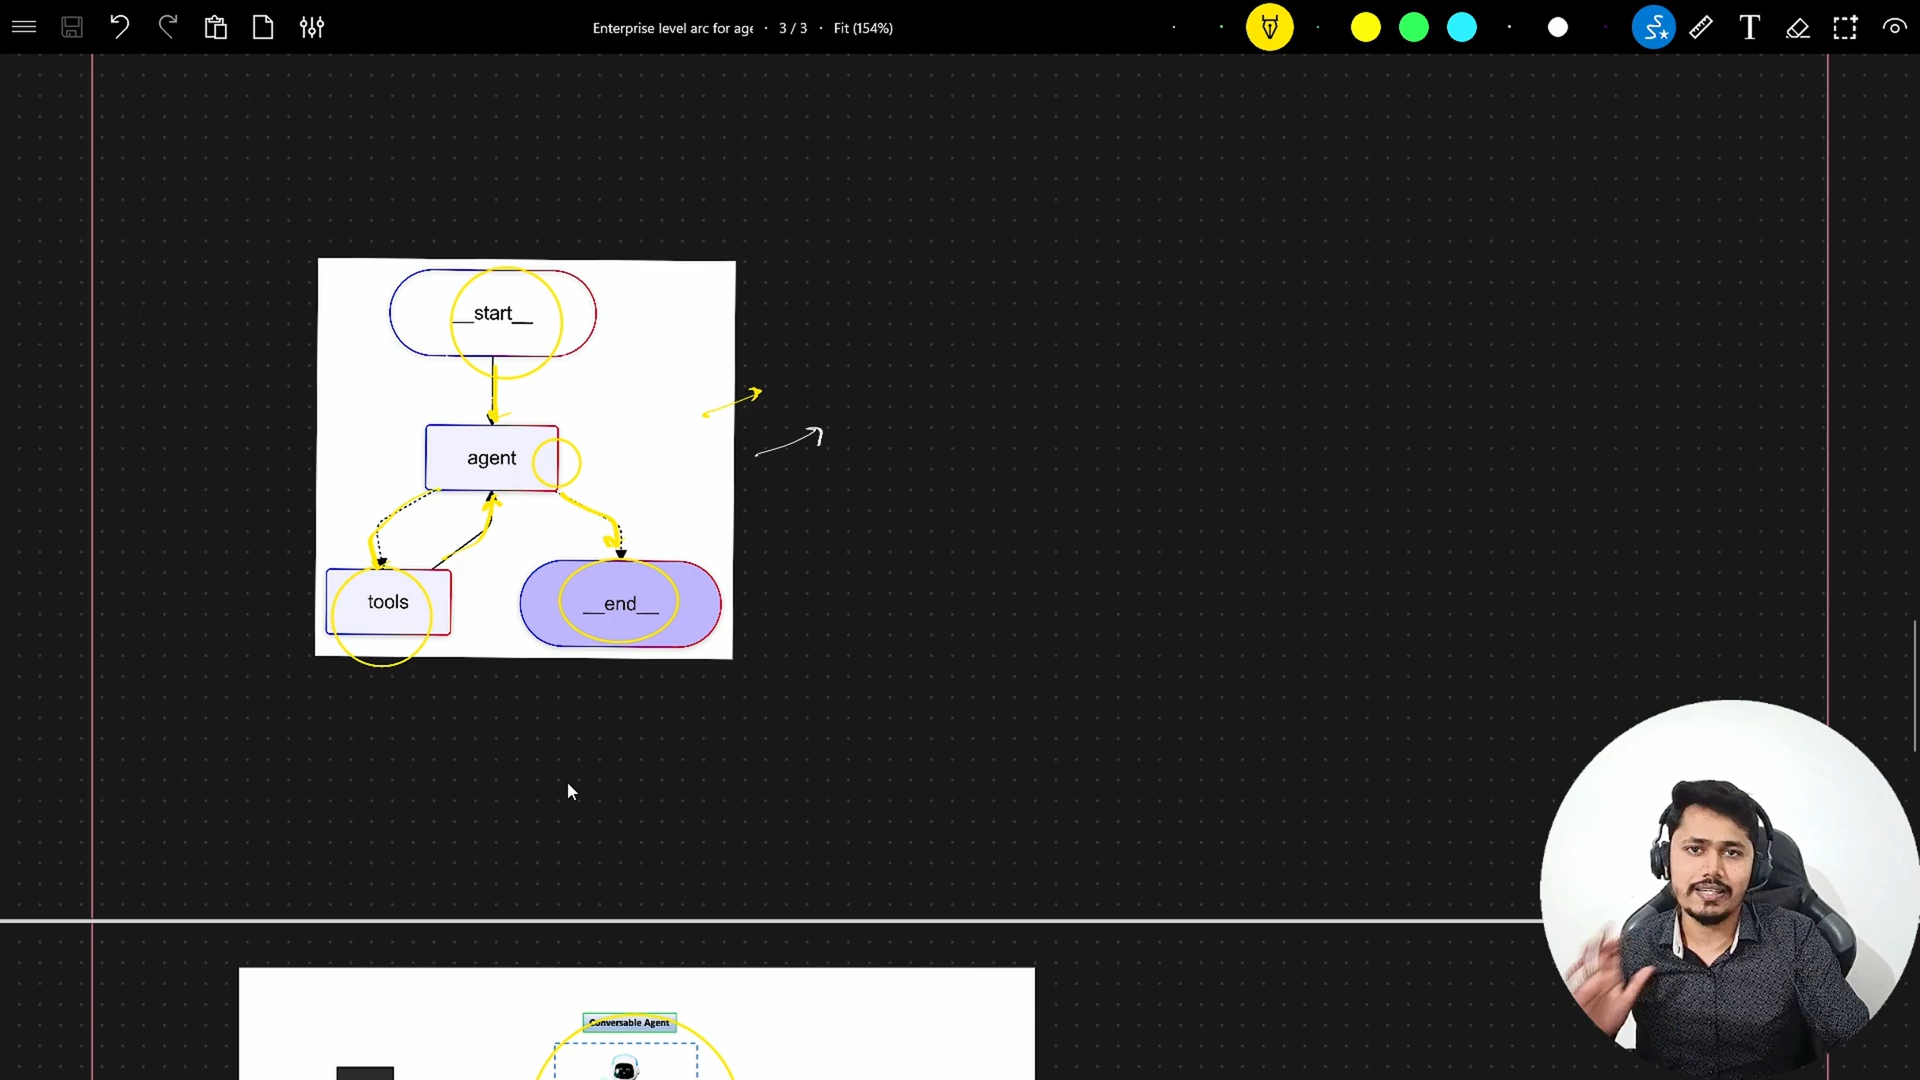 Enterprise level arc for age · 3 / 3 · Fit (154%)
T
__start__
agent
tools
__end__
Conversable Agent